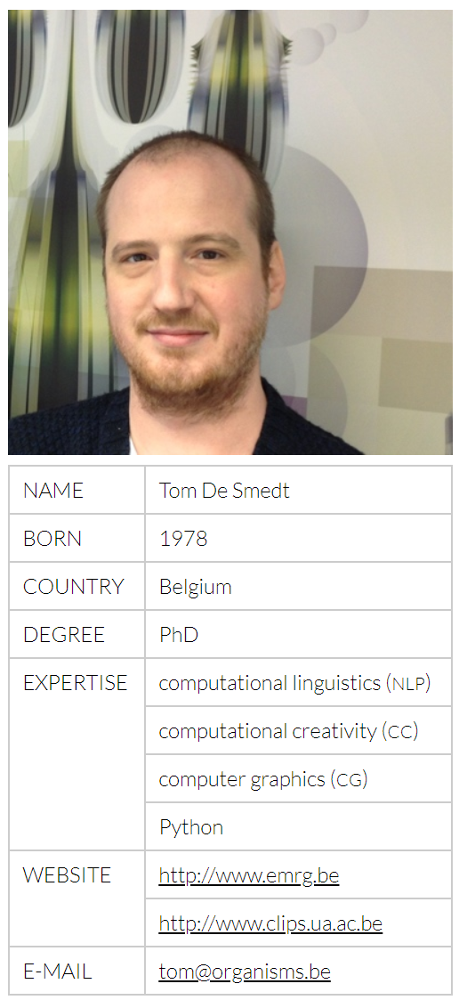 NAME Tom De Smedt
BORN 1978
COUNTRY Belgium
DEGREE PhD
EXPERTISE computational linguistics (NLP)
computational creativity (CC)
computer graphics (CG)
Python
WEBSITE http://www.emrg.be
http://www.clips.ua.ac.be
E-MAIL tom@organisms.be